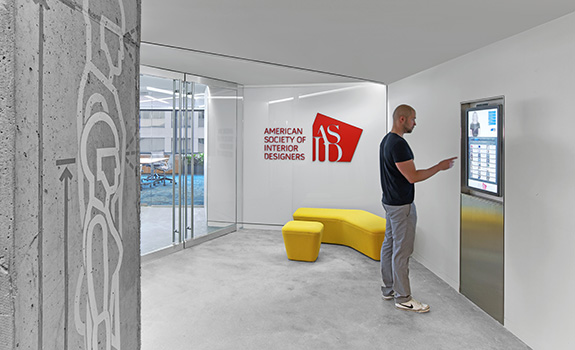 AMERICAN
SOCIETY OF
INTERIOR
DESIGNERS
ASID